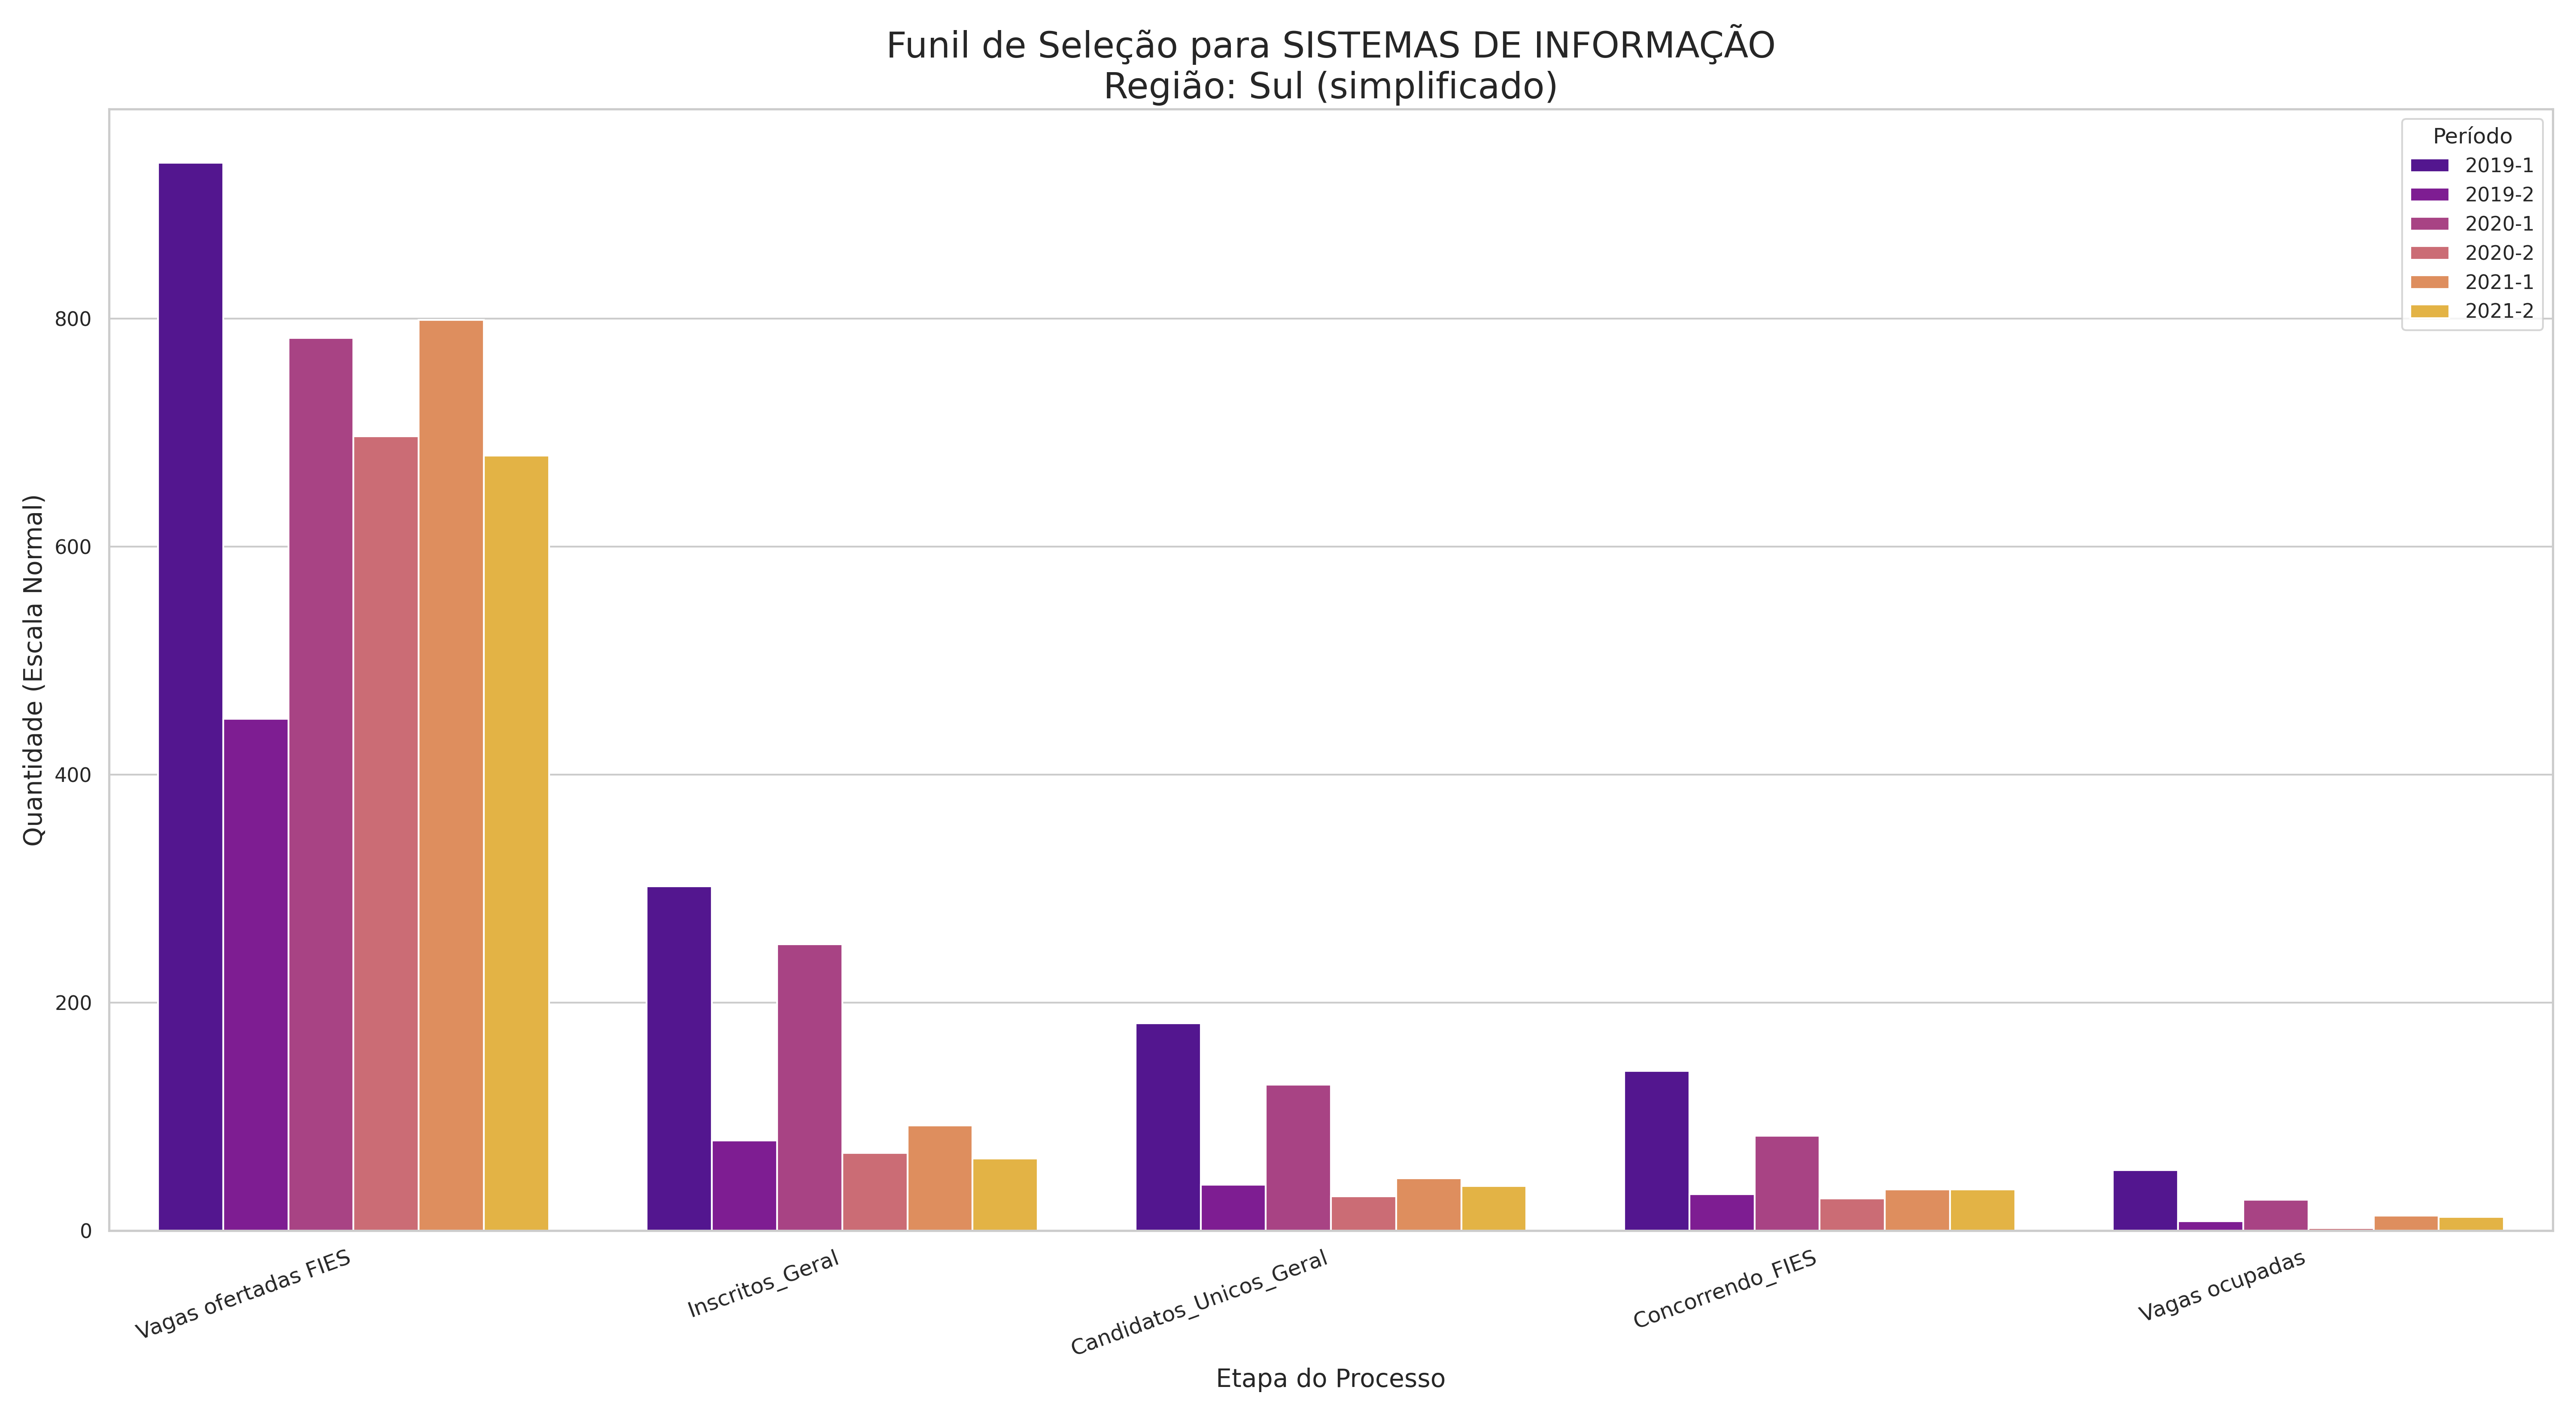 Funil de Seleção para SISTEMAS DE INFORMAÇÃO
Região: Sul (simplificado)
Período
2019-1
2019-2
2020-1
2020-2
2021-1
2021-2
Quantidade (Escala Normal)
800
600
400
200
0
Vagas ofertadas FIES
Inscritos_Geral
Candidatos_Unicos_Geral
Concorrendo_FIES
Vagas ocupadas
Etapa do Processo